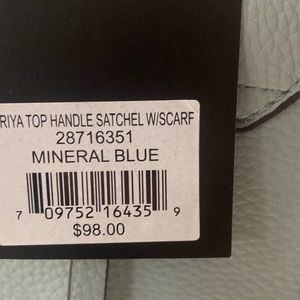 RIYA TOP HANDLE SATCHEL W/SCARF
28716351
MINERAL BLUE
7 09752 16435 9
$98.00